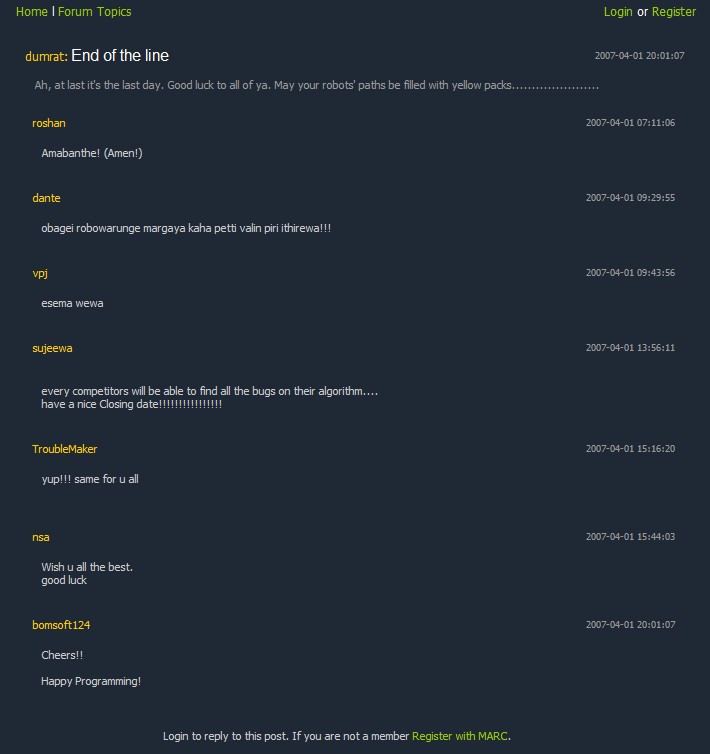 Home | Forum Topics Login or Register
dumrat: End of the line 2007-04-01 20:01:07
Ah, at last it's the last day. Good luck to all of ya. May your robots' paths be filled with yellow packs......................
roshan 2007-04-01 07:11:06
Amabanthe! (Amen!)
dante 2007-04-01 09:29:55
obagei robowarunge margaya kaha petti valin piri ithirewa!!!
vpj 2007-04-01 09:43:56
esema wewa
sujeewa 2007-04-01 13:56:11
every competitors will be able to find all the bugs on their algorithm....
have a nice Closing date!!!!!!!!!!!!!!!!
TroubleMaker 2007-04-01 15:16:20
yup!!! same for u all
nsa 2007-04-01 15:44:03
Wish u all the best.
good luck
bomsoft124 2007-04-01 20:01:07
Cheers!!
Happy Programming!
Login to reply to this post. If you are not a member Register with MARC.